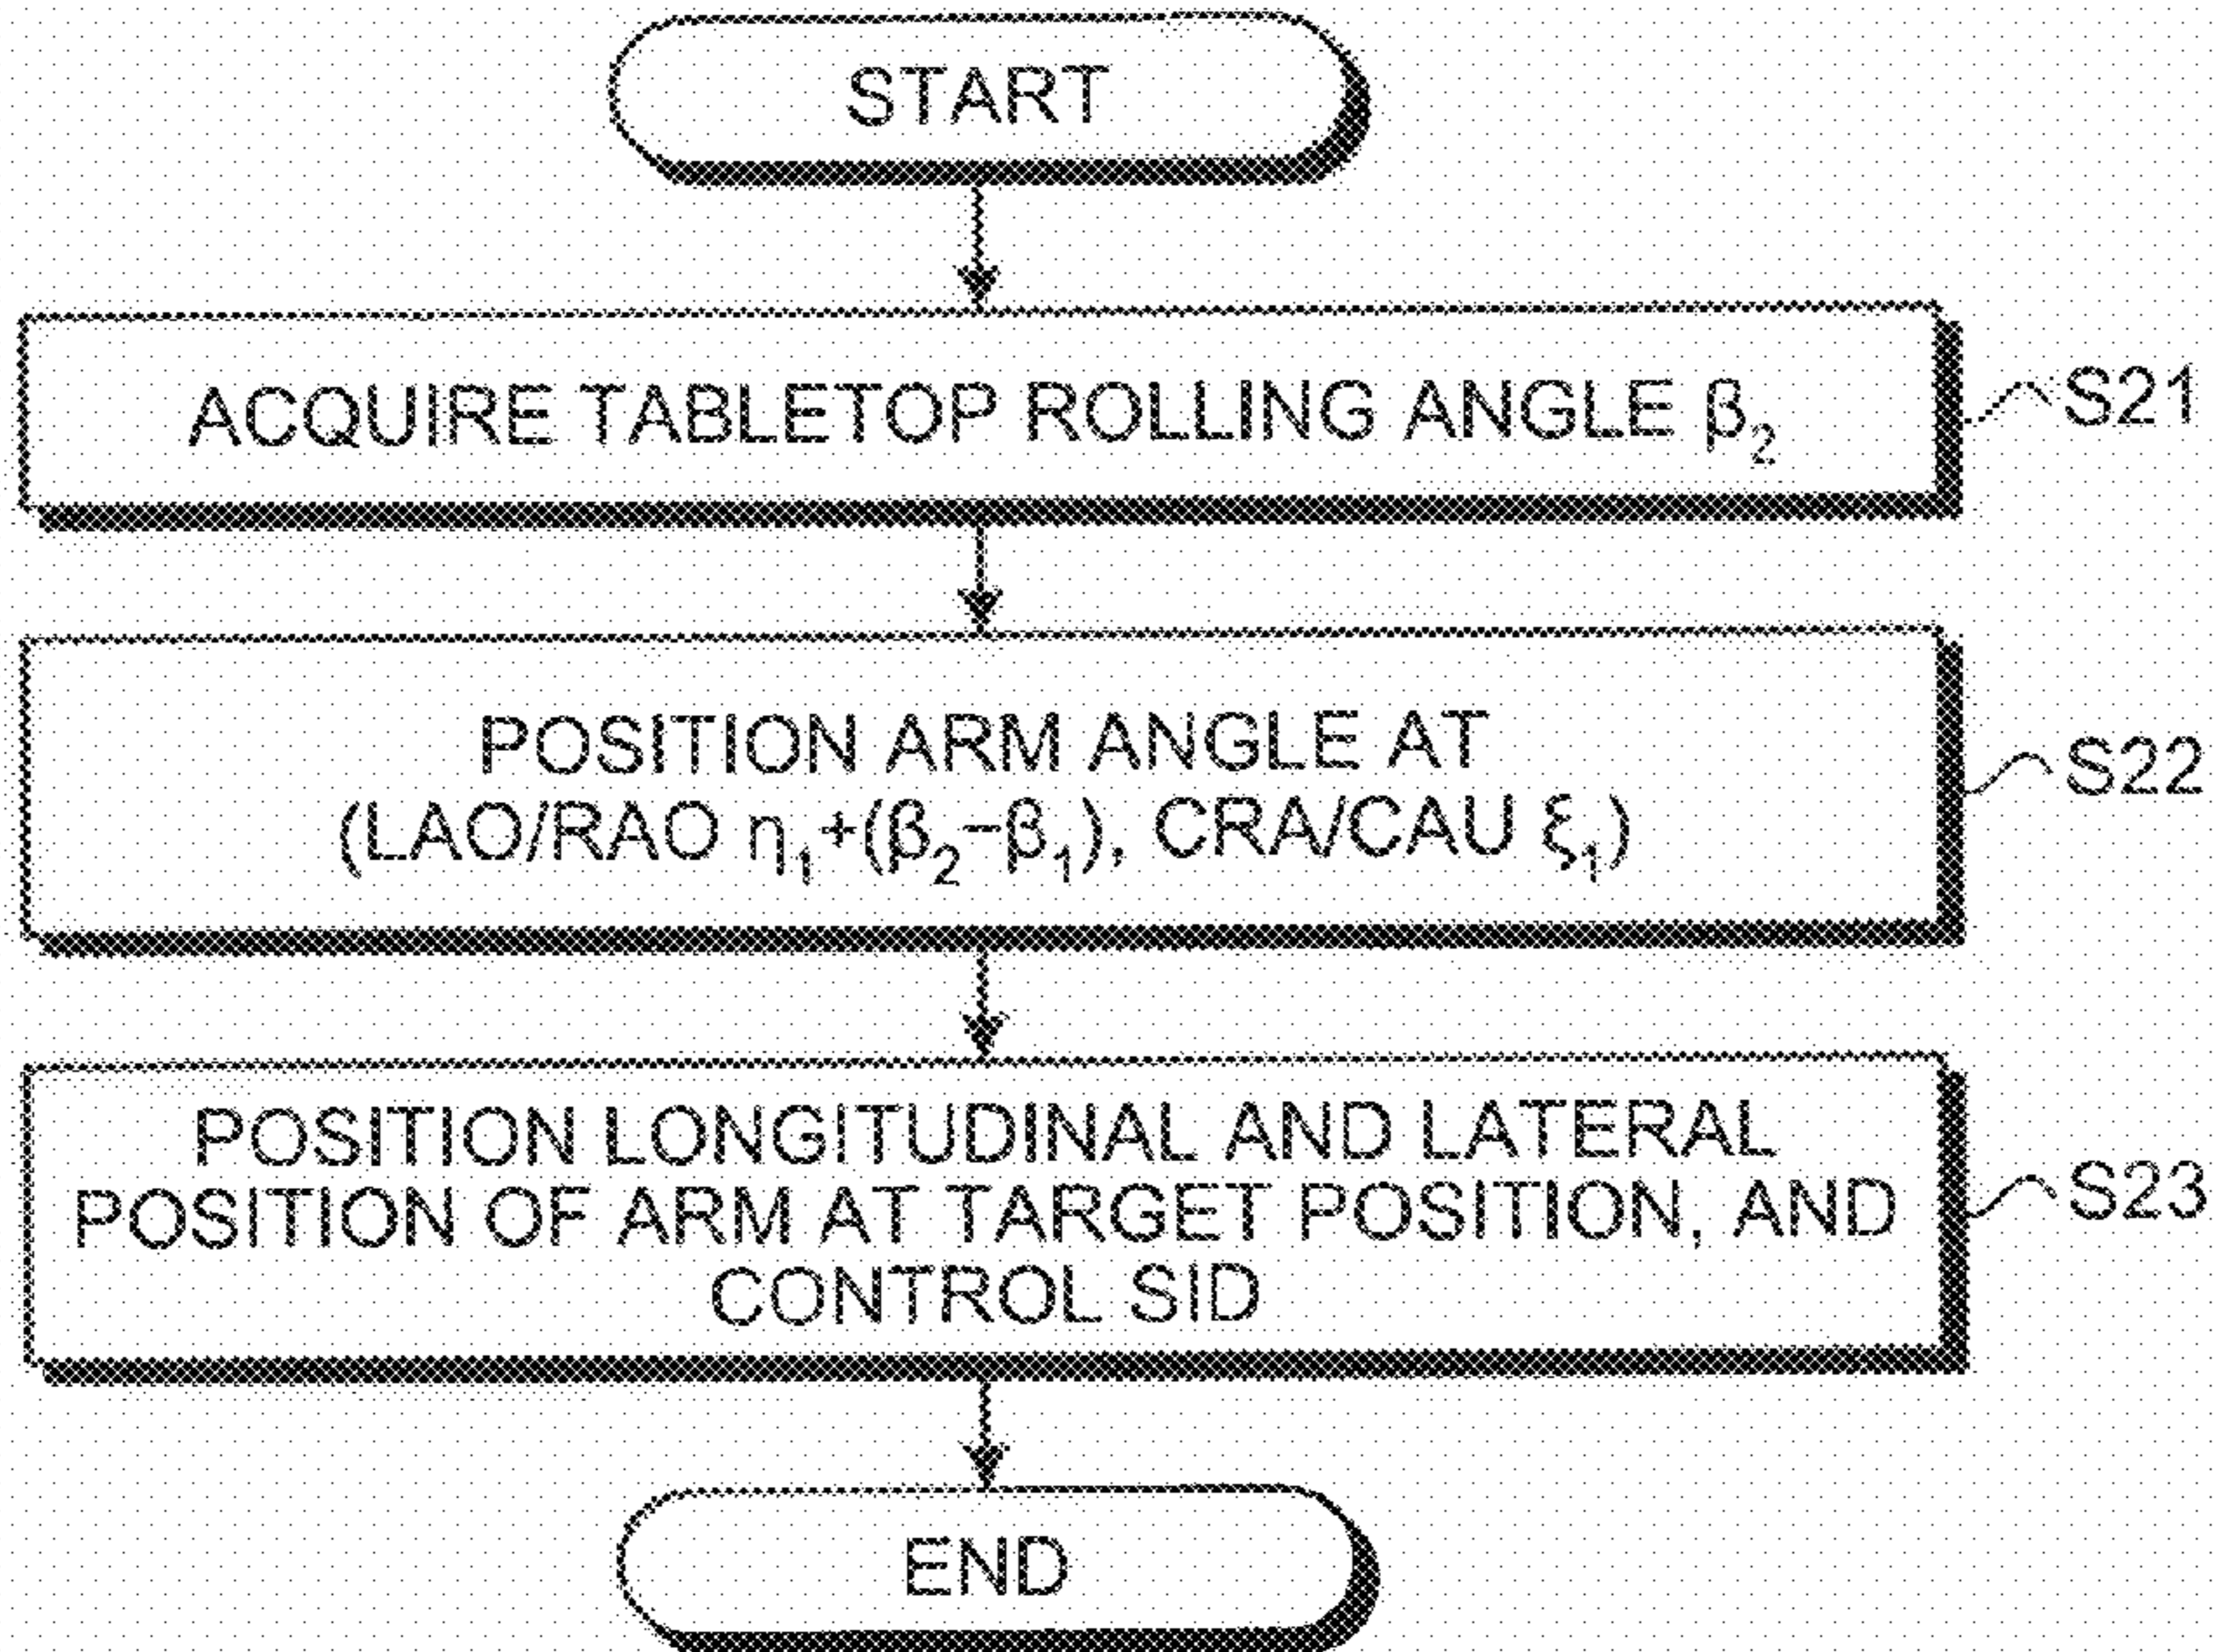 START
ACQUIRE TABLETOP ROLLING ANGLE β₂
S21
POSITION ARM ANGLE AT
(LAO/RAO η₁+(β₂−β₁), CRA/CAU ξ₁)
S22
POSITION LONGITUDINAL AND LATERAL
POSITION OF ARM AT TARGET POSITION, AND
CONTROL SID
S23
END